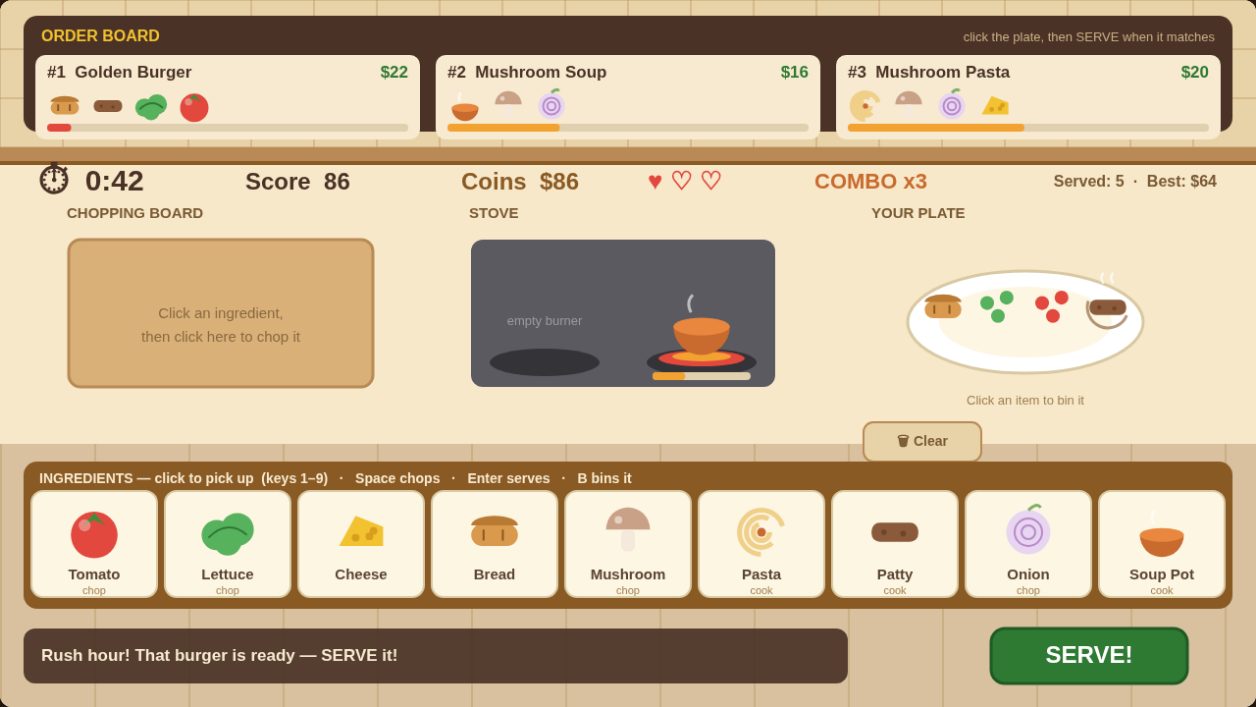 ORDER BOARD click the plate, then SERVE when it matches
#1 Golden Burger $22
#2 Mushroom Soup $16
#3 Mushroom Pasta $20
0:42 Score 86 Coins $86 COMBO x3 Served: 5 · Best: $64
CHOPPING BOARD
STOVE
YOUR PLATE
Click an ingredient,
then click here to chop it
empty burner
Click an item to bin it
Clear
INGREDIENTS — click to pick up (keys 1–9) · Space chops · Enter serves · B bins it
Tomato
chop
Lettuce
chop
Cheese
Bread
Mushroom
chop
Pasta
cook
Patty
cook
Onion
chop
Soup Pot
cook
Rush hour! That burger is ready — SERVE it!
SERVE!